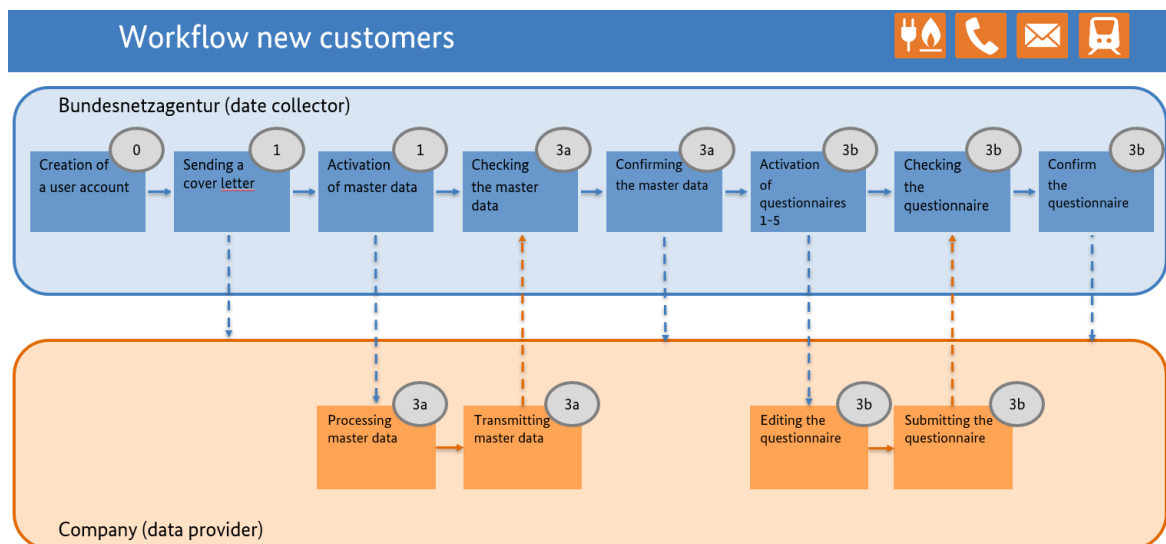 Workflow new customers
Bundesnetzagentur (date collector)
0
Creation of
a user account
1
Sending a
cover letter
1
Activation
of master data
3a
Checking
the master
data
3a
Confirming
the master data
3b
Activation
of
questionnaires
1-5
3b
Checking
the
questionnaire
3b
Confirm
the
questionnaire
3a
Processing
master data
3a
Transmitting
master data
3b
Editing the
questionnaire
3b
Submitting the
questionnaire
Company (data provider)